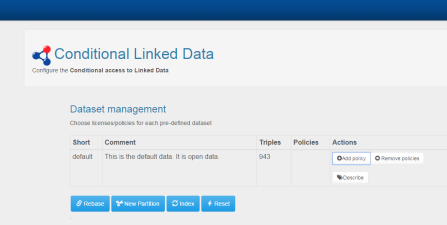 Conditional Linked Data
Configure the Conditional access to Linked Data
Dataset management
Choose licenses/policies for each pre-defined dataset
Short Comment Triples Policies Actions
default This is the default data. It is open data. 943 Add policy Remove policies
Describe
Rebase New Partition Index Reset